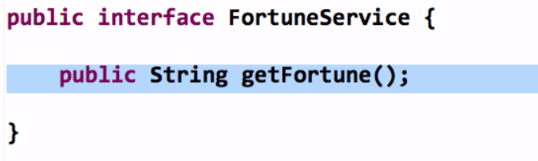 public interface FortuneService {
public String getFortune();
}